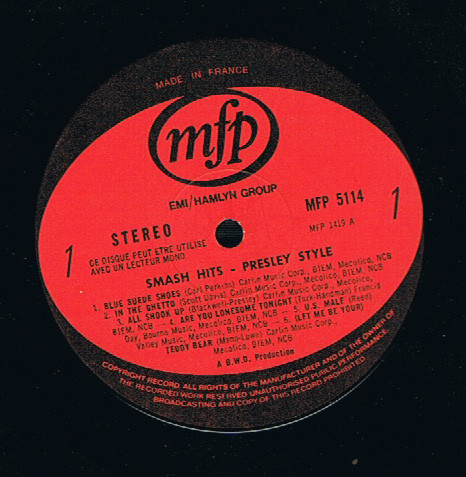 MADE IN FRANCE
mfp
EMI/HAMLYN GROUP
STEREO
MFP 5114
1
1
CE DISQUE PEUT ETRE UTILISE
AVEC UN LECTEUR MONO
MFP 1419 A
SMASH HITS - PRESLEY STYLE
1. BLUE SUEDE SHOES (Carl Perkins) Carlin Music Corp., BIEM, Mecolico, NCB
2. IN THE GHETTO (Scott Davis) Carlin Music Corp., BIEM, Mecolico, NCB
3. ALL SHOOK UP (Blackwell-Presley) Carlin Music Corp., Mecolico,
BIEM, NCB - 4. ARE YOU LONESOME TONIGHT (Turk-Handman) Francis
Day, Bourne Music, Mecolico, BIEM, NCB - 5. U.S. MALE (Reed)
Valley Music, Mecolico, BIEM, NCB - 6. (LET ME BE YOUR)
TEDDY BEAR (Mann-Lowe) Carlin Music Corp.,
Mecolico, BIEM, NCB
A B.W.D. Production
COPYRIGHT RECORD ALL RIGHTS OF THE MANUFACTURER AND OF THE OWNER OF
THE RECORDED WORK RESERVED UNAUTHORISED PUBLIC PERFORMANCE
BROADCASTING AND COPY OF THIS RECORD PROHIBITED